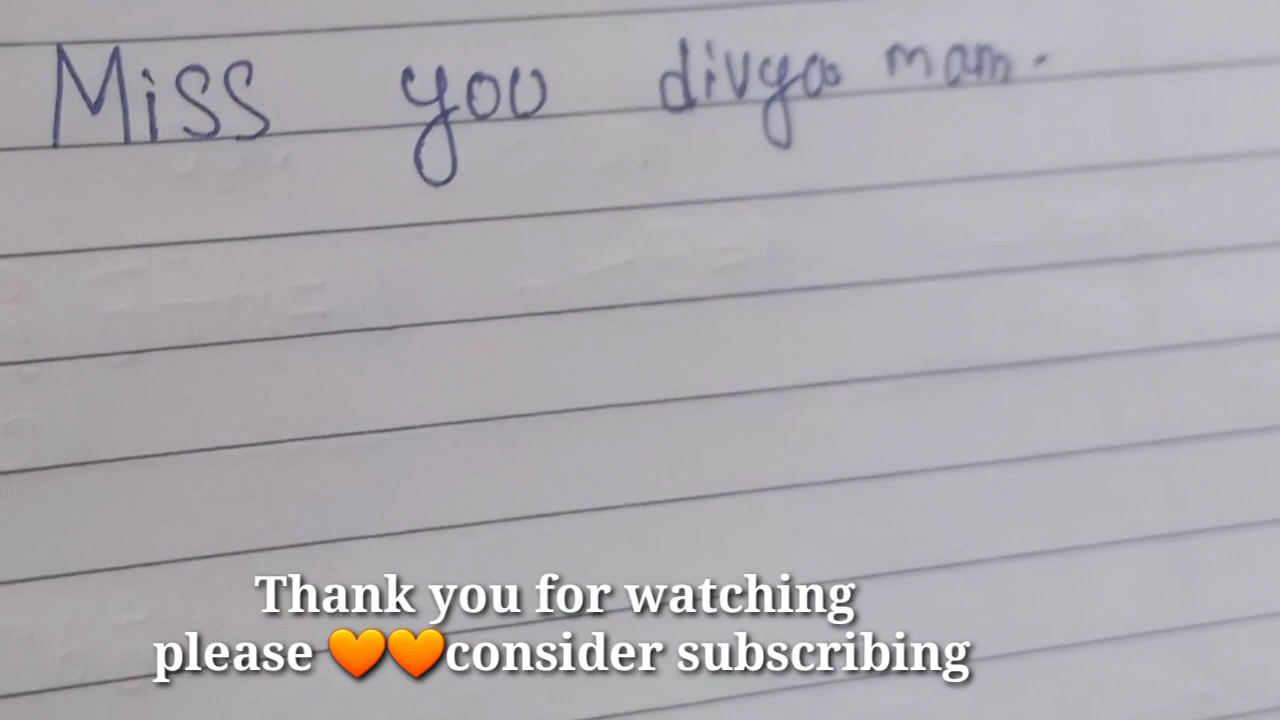 Miss you divya mam.
Thank you for watching
please 🧡🧡consider subscribing